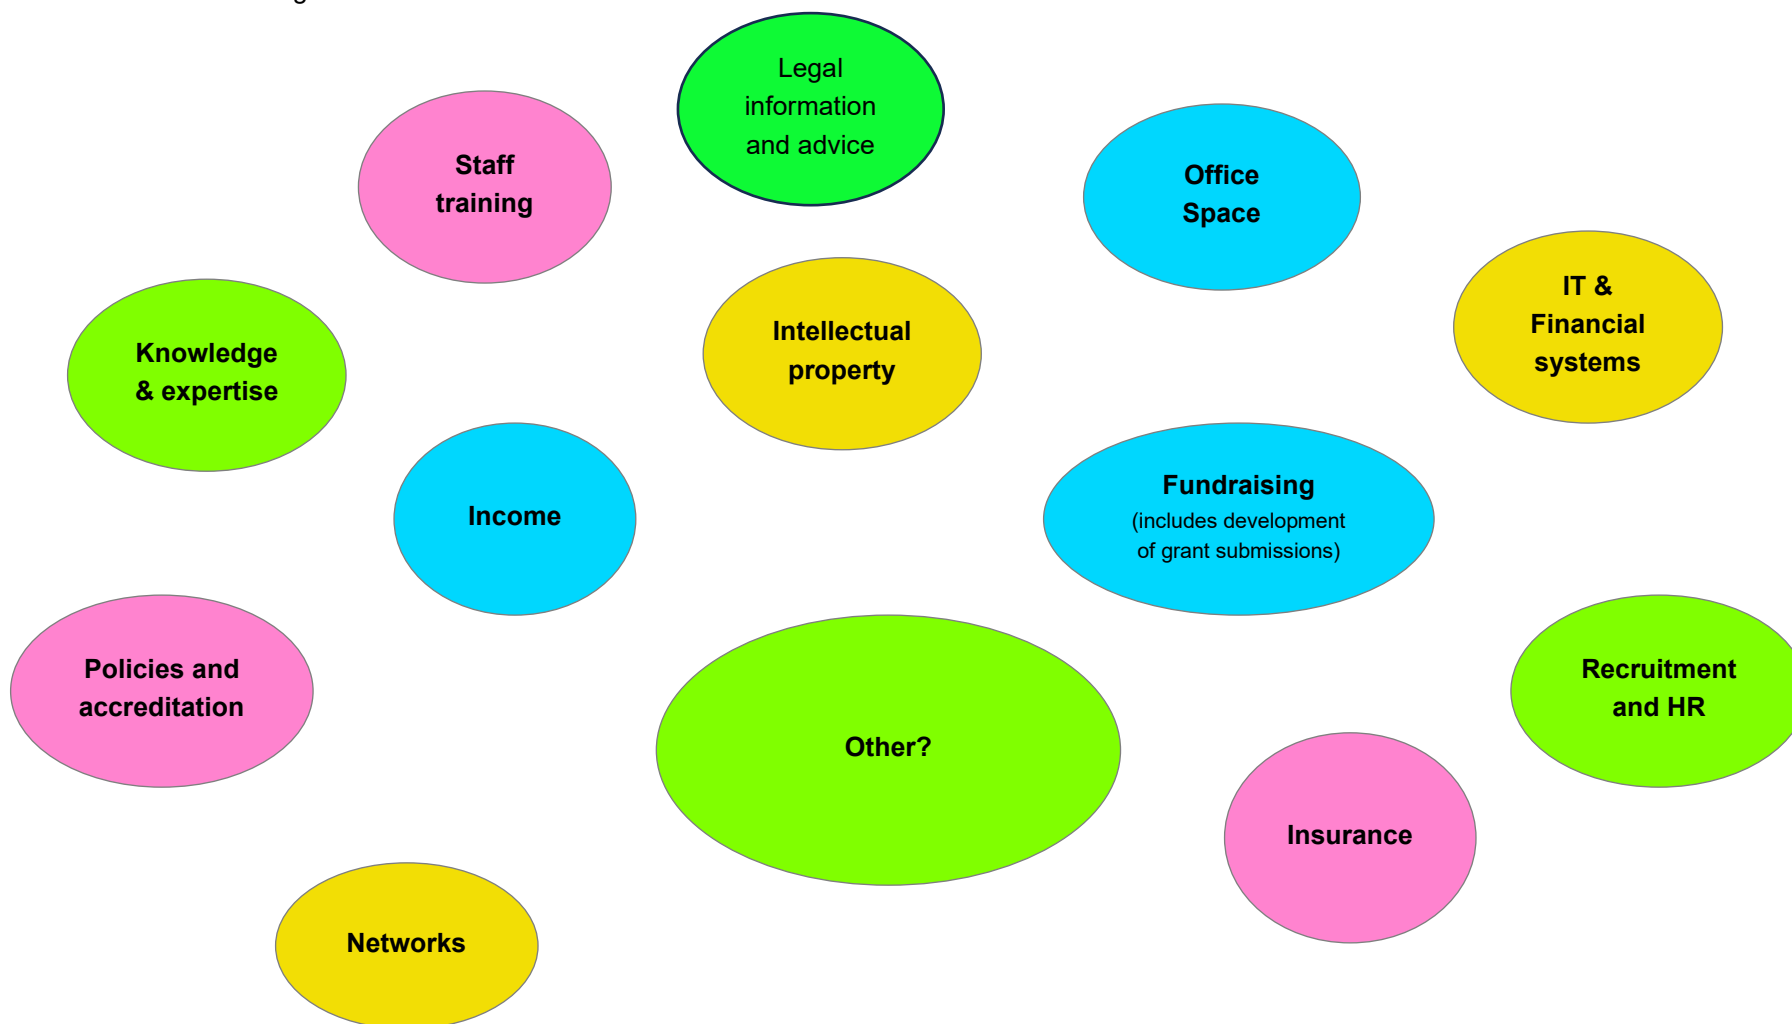 Legal
information
and advice
Staff
training
Office
Space
IT &
Financial
systems
Intellectual
property
Knowledge
& expertise
Income
Fundraising
(includes development
of grant submissions)
Policies and
accreditation
Recruitment
and HR
Other?
Insurance
Networks